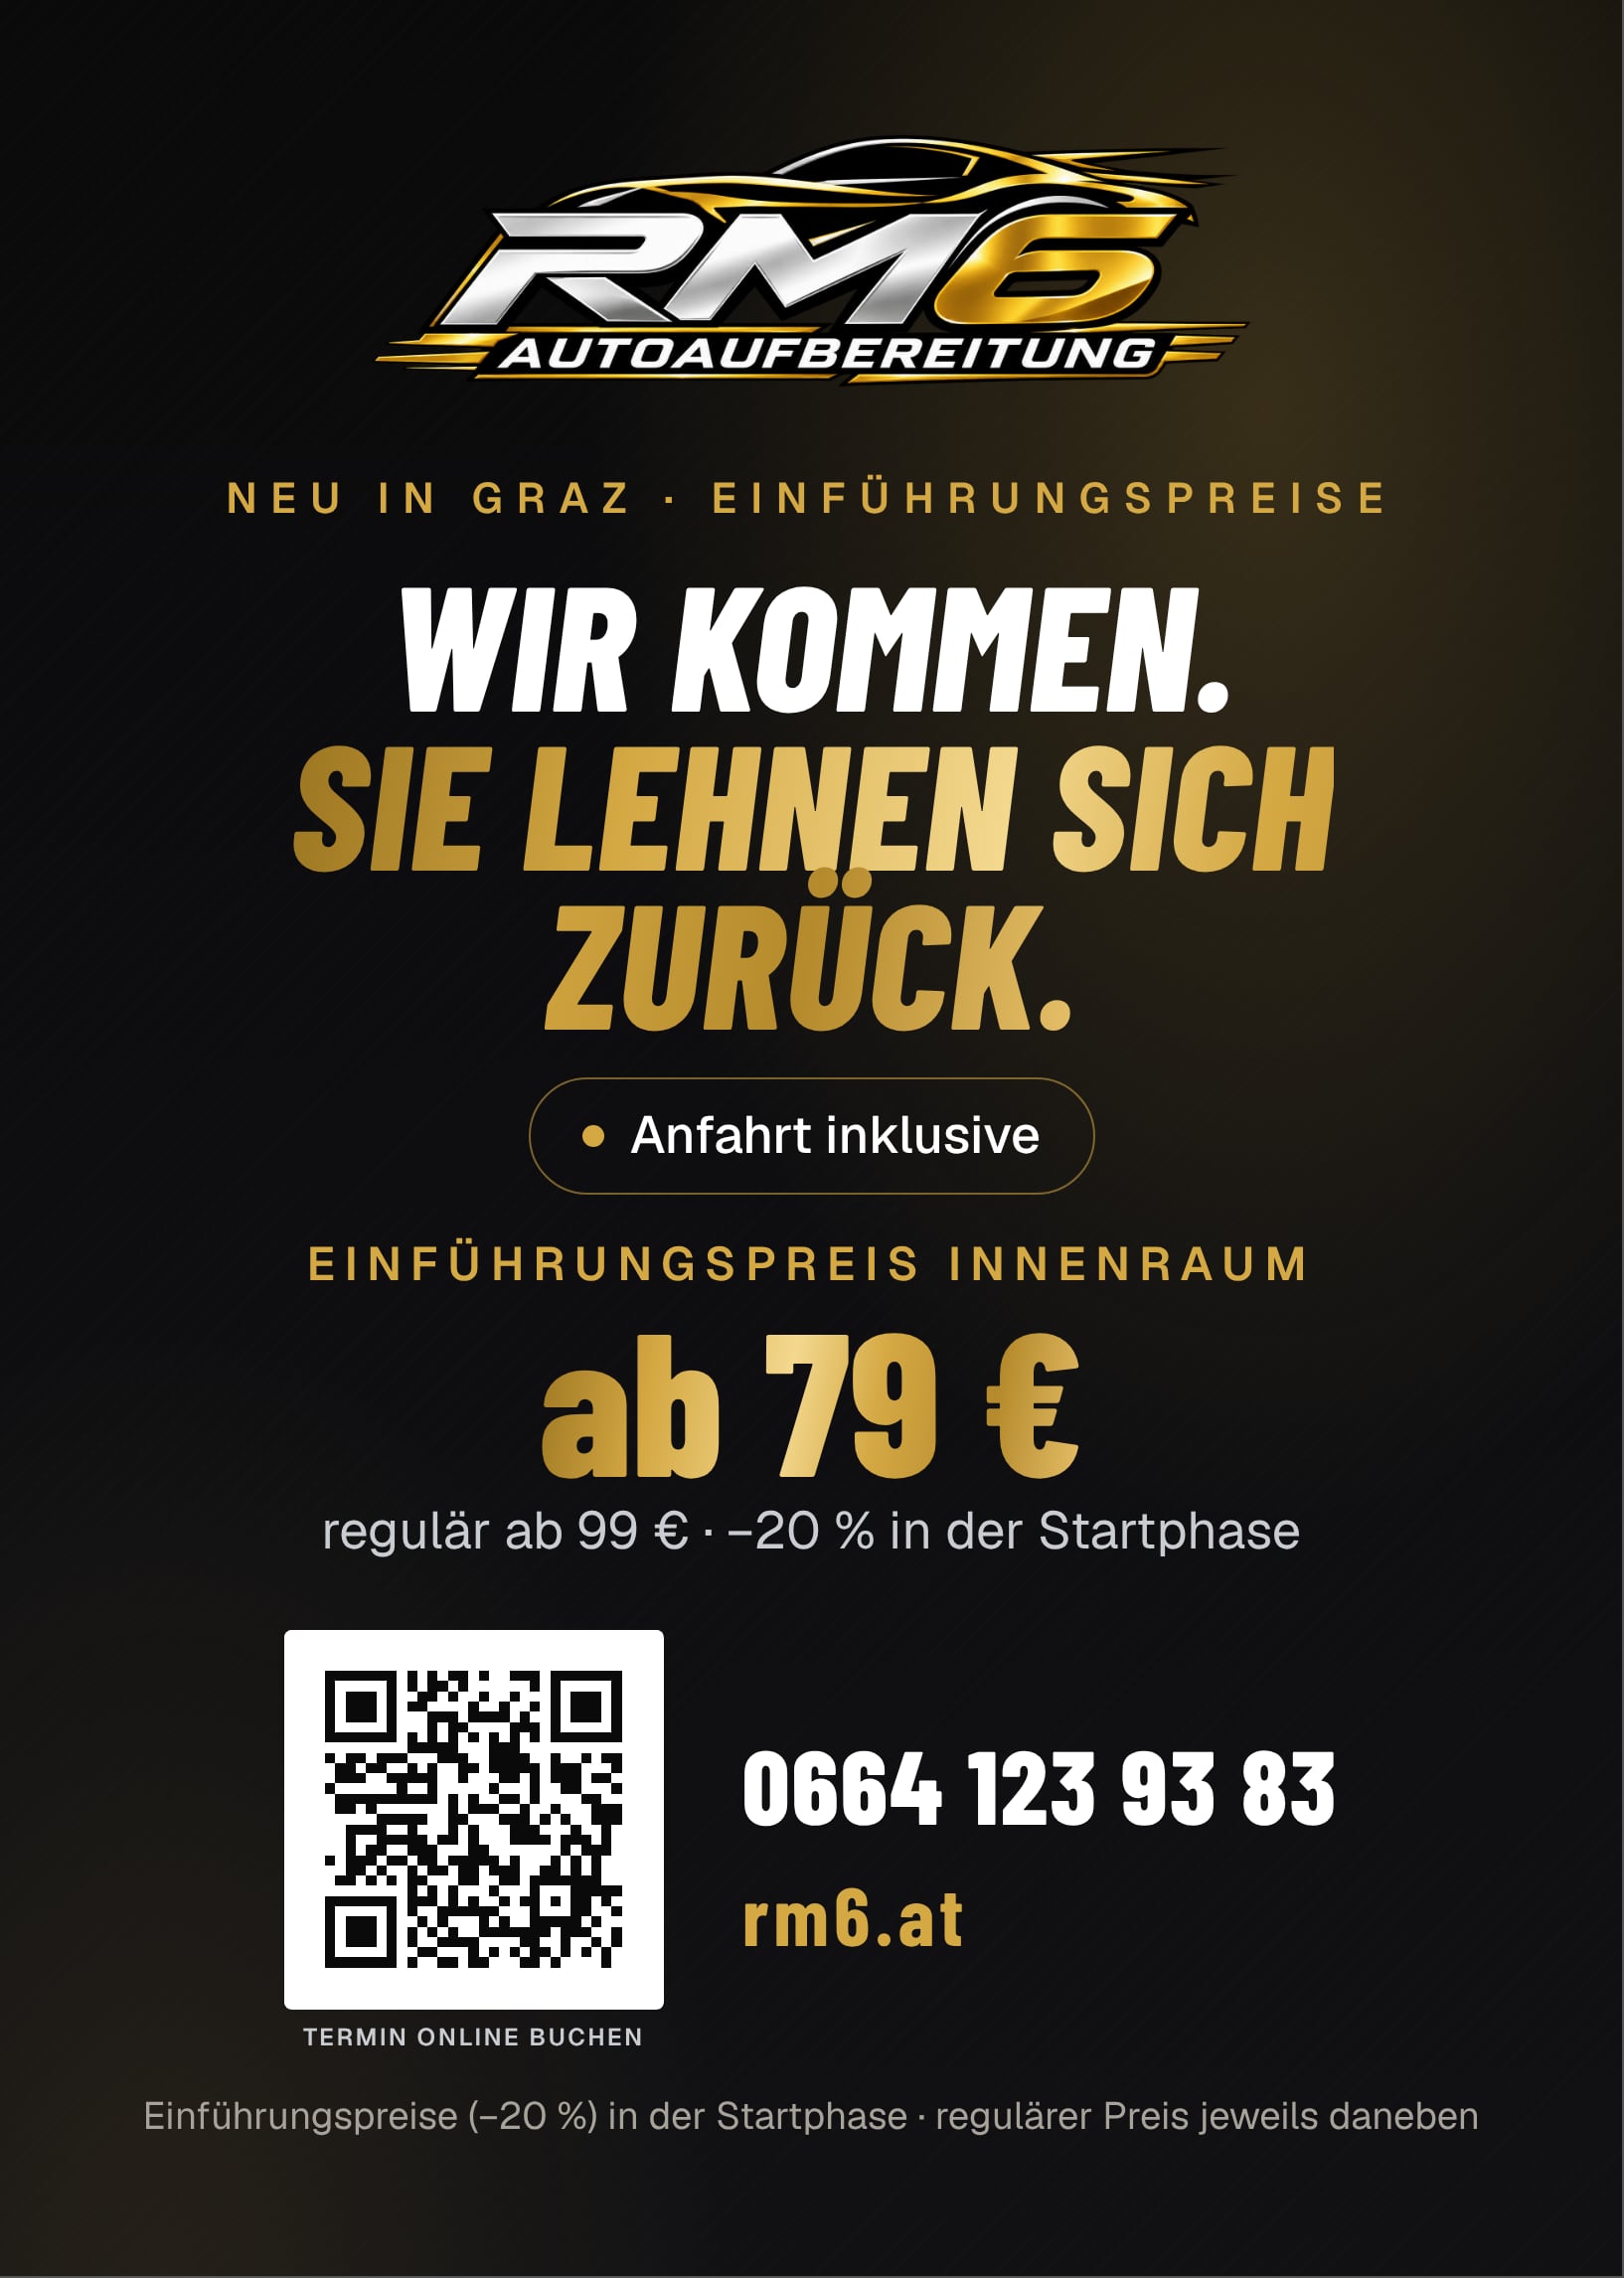 RM6
AUTOAUFBEREITUNG
NEU IN GRAZ · EINFÜHRUNGSPREISE
WIR KOMMEN.
SIE LEHNEN SICH
ZURÜCK.
Anfahrt inklusive
EINFÜHRUNGSPREIS INNENRAUM
ab 79 €
regulär ab 99 € · −20 % in der Startphase
0664 123 93 83
rm6.at
TERMIN ONLINE BUCHEN
Einführungspreise (−20 %) in der Startphase · regulärer Preis jeweils daneben